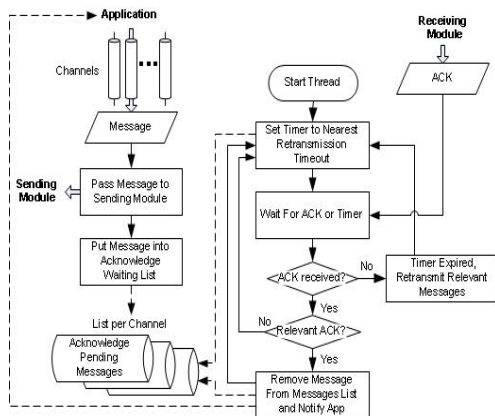 Application
Channels
Message
Sending
Module
Pass Message to
Sending Module
Put Message into
Acknowledge
Waiting List
List per Channel
Acknowledge
Pending
Messages
Start Thread
Set Timer to Nearest
Retransmission
Timeout
Wait For ACK or Timer
ACK received?
No
Yes
Relevant ACK?
No
Yes
Remove Message
From Messages List
and Notify App
Receiving
Module
ACK
Timer Expired,
Retransmit Relevant
Messages